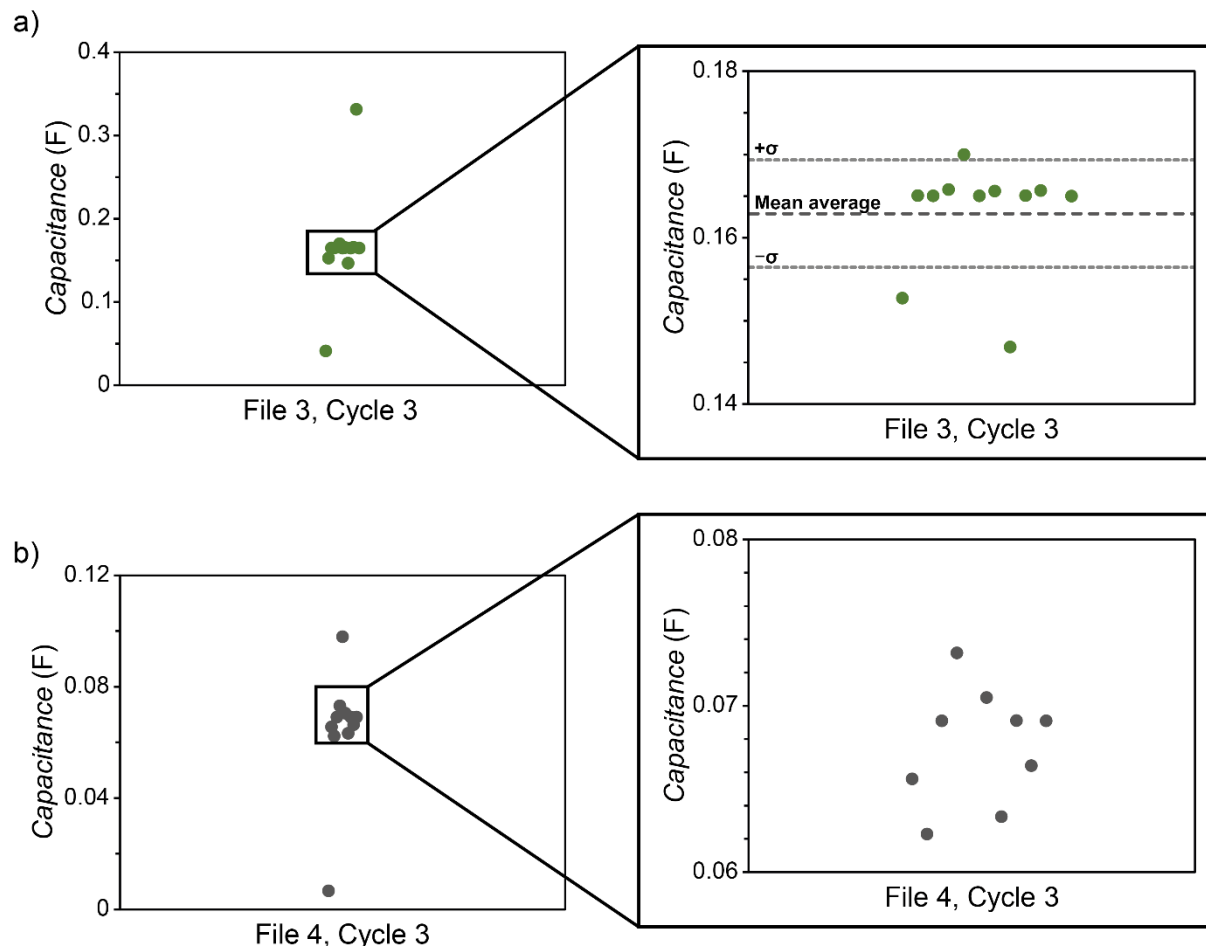 a)
Capacitance (F)
0.4
0.3
0.2
0.1
0
File 3, Cycle 3
Capacitance (F)
0.18
0.16
0.14
+σ
Mean average
−σ
File 3, Cycle 3
b)
Capacitance (F)
0.12
0.08
0.04
0
File 4, Cycle 3
Capacitance (F)
0.08
0.07
0.06
File 4, Cycle 3